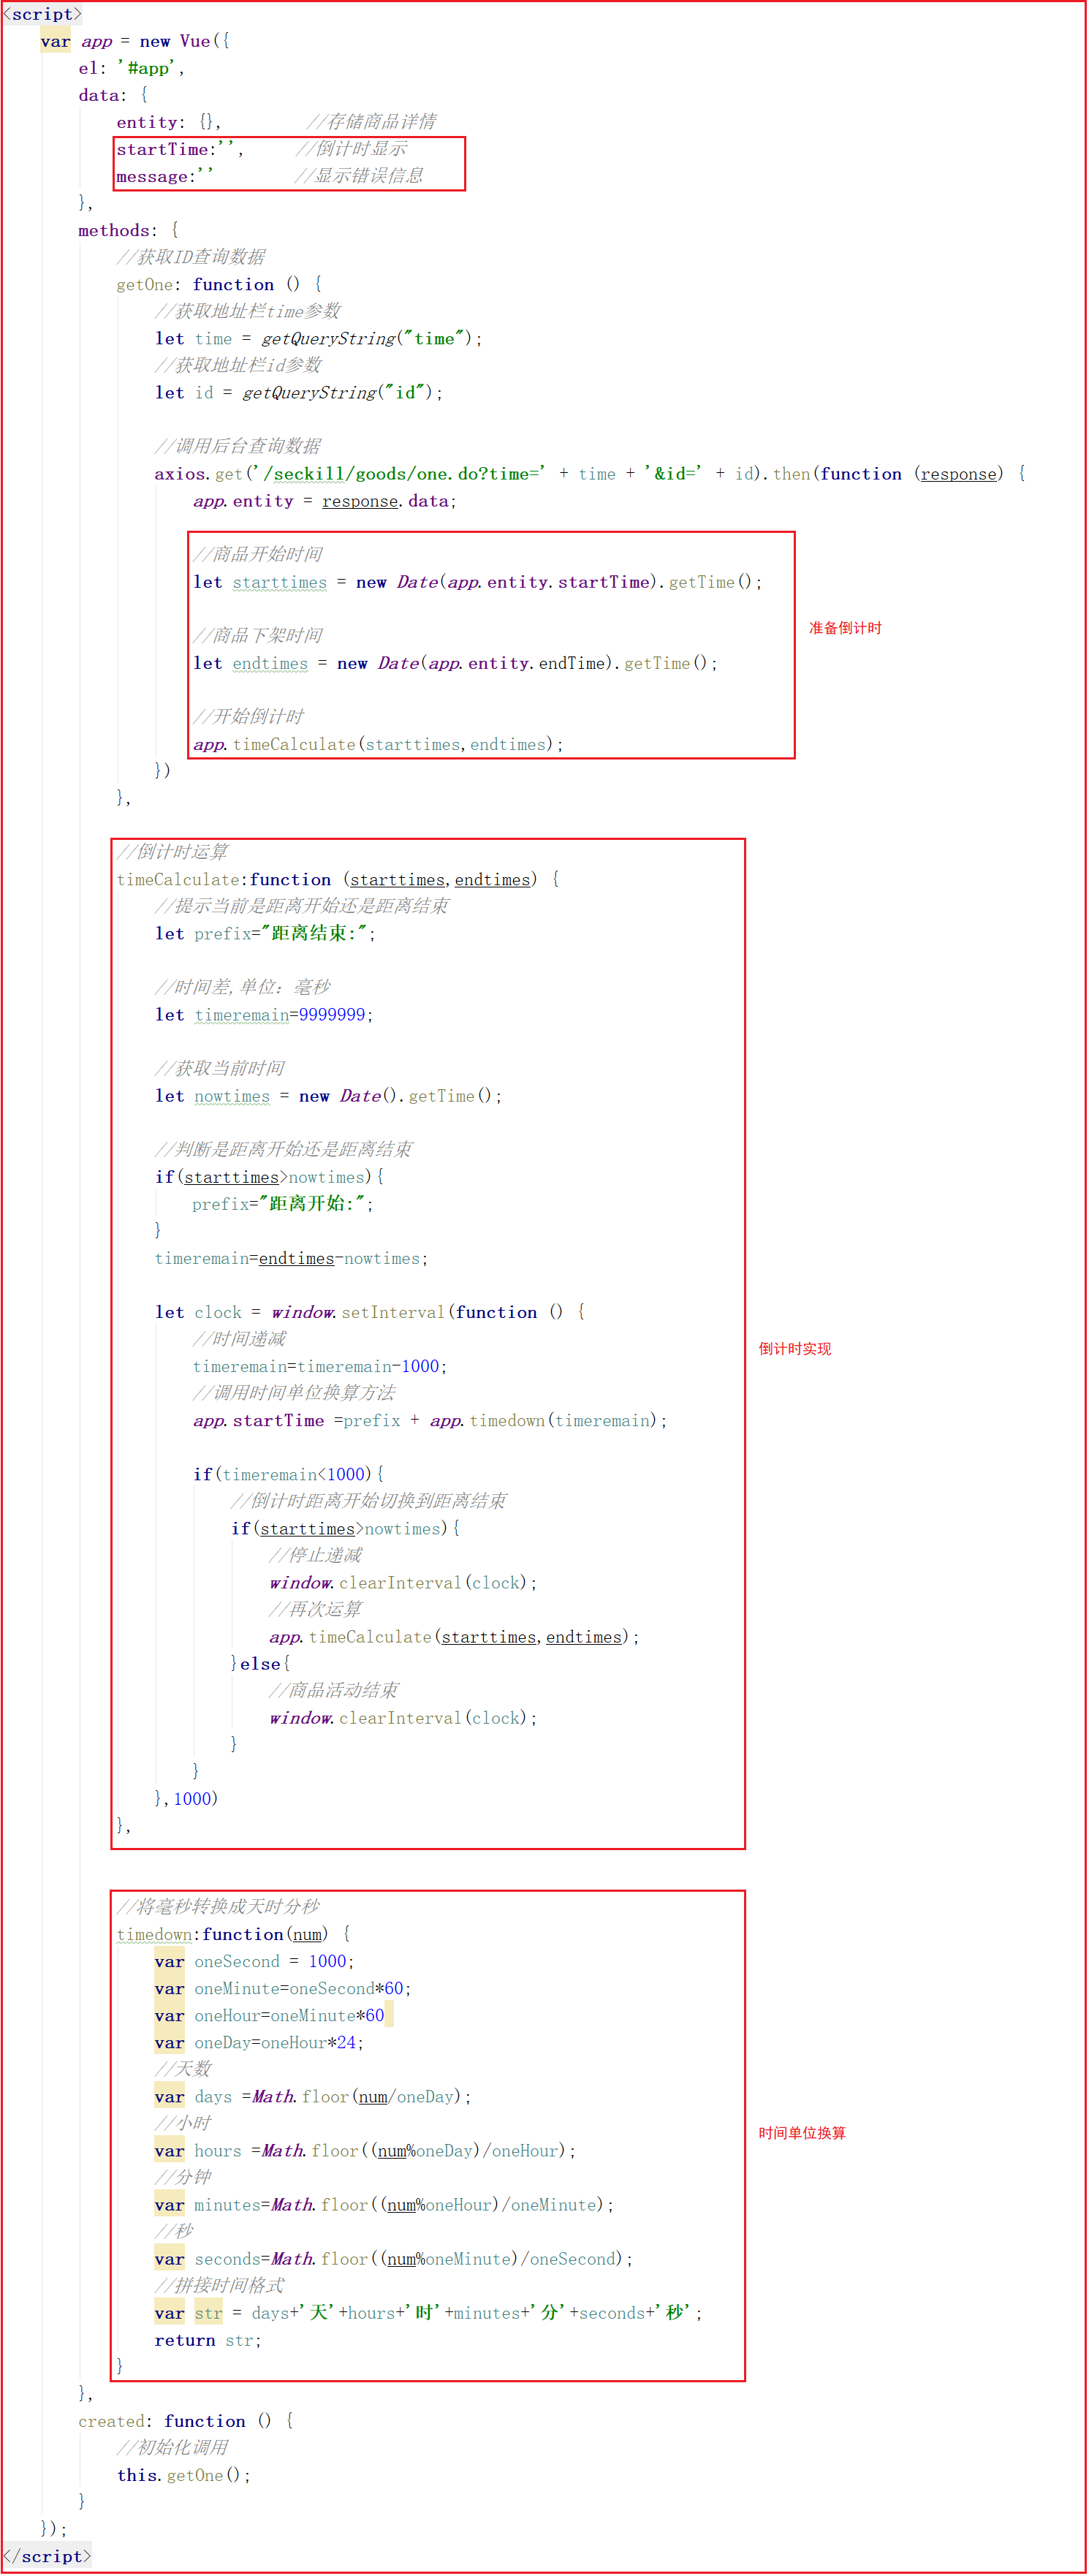 <script>
var app = new Vue({
el: '#app',
data: {
entity: {}, //存储商品详情
startTime:'', //倒计时显示
message:'' //显示错误信息
},
methods: {
//获取ID查询数据
getOne: function () {
//获取地址栏time参数
let time = getQueryString("time");
//获取地址栏id参数
let id = getQueryString("id");
//调用后台查询数据
axios.get('/seckill/goods/one.do?time=' + time + '&id=' + id).then(function (response) {
app.entity = response.data;
//商品开始时间
let starttimes = new Date(app.entity.startTime).getTime();
准备倒计时
//商品下架时间
let endtimes = new Date(app.entity.endTime).getTime();
//开始倒计时
app.timeCalculate(starttimes,endtimes);
})
},
//倒计时运算
timeCalculate:function (starttimes,endtimes) {
//提示当前是距离开始还是距离结束
let prefix="距离结束:";
//时间差,单位: 毫秒
let timeremain=9999999;
//获取当前时间
let nowtimes = new Date().getTime();
//判断是距离开始还是距离结束
if(starttimes>nowtimes){
prefix="距离开始:";
}
timeremain=endtimes-nowtimes;
let clock = window.setInterval(function () {
//时间递减
倒计时实现
timeremain=timeremain-1000;
//调用时间单位换算方法
app.startTime =prefix + app.timedown(timeremain);
if(timeremain<1000){
//倒计时距离开始切换到距离结束
if(starttimes>nowtimes){
//停止递减
window.clearInterval(clock);
//再次运算
app.timeCalculate(starttimes,endtimes);
}else{
//商品活动结束
window.clearInterval(clock);
}
}
},1000)
},
//将毫秒转换成天时分秒
timedown:function(num) {
var oneSecond = 1000;
var oneMinute=oneSecond*60;
var oneHour=oneMinute*60
var oneDay=oneHour*24;
//天数
var days =Math.floor(num/oneDay);
//小时
时间单位换算
var hours =Math.floor((num%oneDay)/oneHour);
//分钟
var minutes=Math.floor((num%oneHour)/oneMinute);
//秒
var seconds=Math.floor((num%oneMinute)/oneSecond);
//拼接时间格式
var str = days+'天'+hours+'时'+minutes+'分'+seconds+'秒';
return str;
}
},
created: function () {
//初始化调用
this.getOne();
}
});
</script>